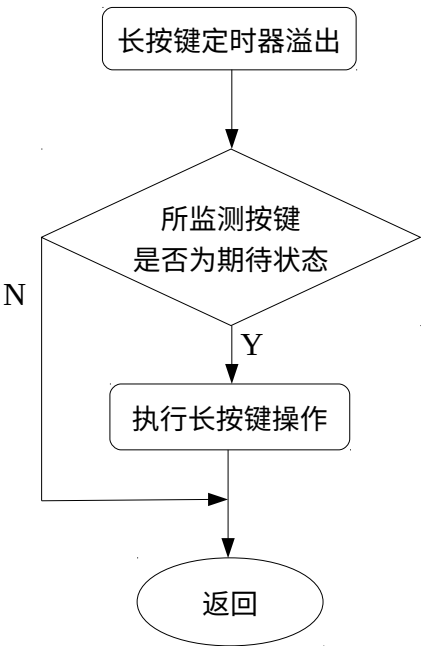 长按键定时器溢出
所监测按键
是否为期待状态
N
Y
执行长按键操作
返回